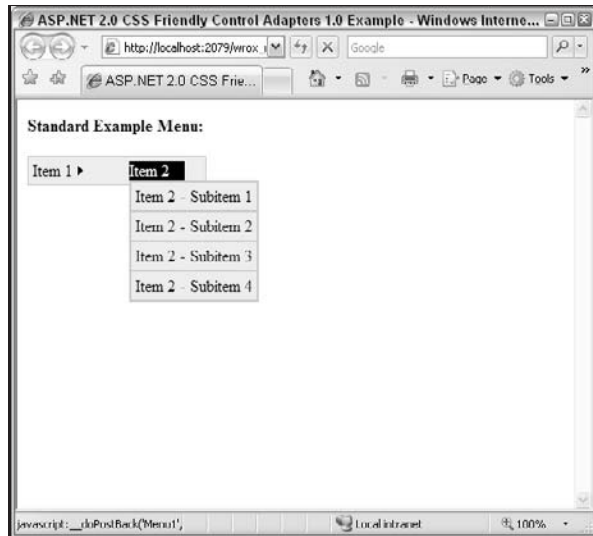 ASP.NET 2.0 CSS Friendly Control Adapters 1.0 Example - Windows Interne...
http://localhost:2079/wrox_
Google
ASP.NET 2.0 CSS Frie...
Page
Tools
»
Standard Example Menu:
Item 1
Item 2
Item 2 - Subitem 1
Item 2 - Subitem 2
Item 2 - Subitem 3
Item 2 - Subitem 4
javascript:__doPostBack('Menu1',
Local intranet
100%